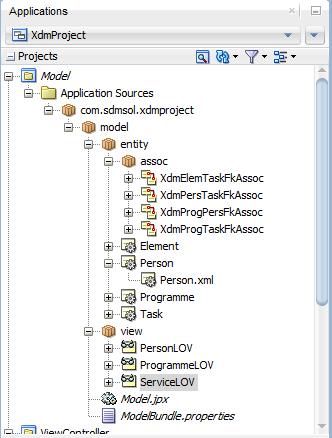 Applications
XdmProject
Projects
Model
Application Sources
com.sdmsol.xdmproject
model
entity
assoc
XdmElemTaskFkAssoc
XdmPersTaskFkAssoc
XdmProgPersFkAssoc
XdmProgTaskFkAssoc
Element
Person
Person.xml
Programme
Task
view
PersonLOV
ProgrammeLOV
ServiceLOV
Model.jpx
ModelBundle.properties
ViewController